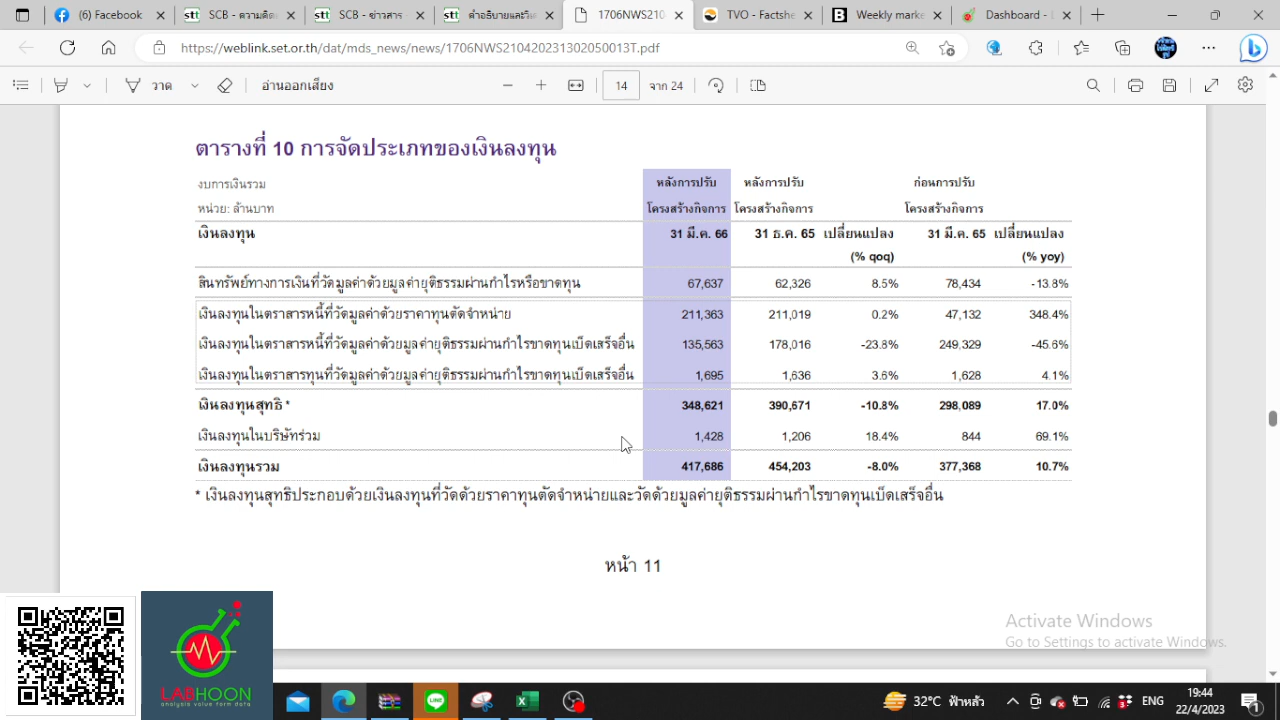 (6) Facebook
SCB - ความคิด
SCB - ข่าวสาร
คำอธิบายและวิเ
1706NWS210
TVO - Factshe
Weekly marke
Dashboard -
https://weblink.set.or.th/dat/mds_news/news/1706NWS210420231302050013T.pdf
วาด อ่านออกเสียง 14 จาก 24
ตารางที่ 10 การจัดประเภทของเงินลงทุน
งบการเงินรวม หลังการปรับ หลังการปรับ ก่อนการปรับ
หน่วย: ล้านบาท โครงสร้างกิจการ โครงสร้างกิจการ โครงสร้างกิจการ
เงินลงทุน 31 มี.ค. 66 31 ธ.ค. 65 เปลี่ยนแปลง 31 มี.ค. 65 เปลี่ยนแปลง
(% qoq) (% yoy)
สินทรัพย์ทางการเงินที่วัดมูลค่าด้วยมูลค่ายุติธรรมผ่านกำไรหรือขาดทุน 67,637 62,326 8.5% 78,434 -13.8%
เงินลงทุนในตราสารหนี้ที่วัดมูลค่าด้วยราคาทุนตัดจำหน่าย 211,363 211,019 0.2% 47,132 348.4%
เงินลงทุนในตราสารหนี้ที่วัดมูลค่าด้วยมูลค่ายุติธรรมผ่านกำไรขาดทุนเบ็ดเสร็จอื่น 135,563 178,016 -23.8% 249,329 -45.6%
เงินลงทุนในตราสารทุนที่วัดมูลค่าด้วยมูลค่ายุติธรรมผ่านกำไรขาดทุนเบ็ดเสร็จอื่น 1,695 1,636 3.6% 1,628 4.1%
เงินลงทุนสุทธิ * 348,621 390,671 -10.8% 298,089 17.0%
เงินลงทุนในบริษัทร่วม 1,428 1,206 18.4% 844 69.1%
เงินลงทุนรวม 417,686 454,203 -8.0% 377,368 10.7%
* เงินลงทุนสุทธิประกอบด้วยเงินลงทุนที่วัดด้วยราคาทุนตัดจำหน่ายและวัดด้วยมูลค่ายุติธรรมผ่านกำไรขาดทุนเบ็ดเสร็จอื่น
หน้า 11
Activate Windows
Go to Settings to activate Windows.
LABHOON
analysis value form data
32°C ฟ้าหลัว
ENG
19:44
22/4/2023